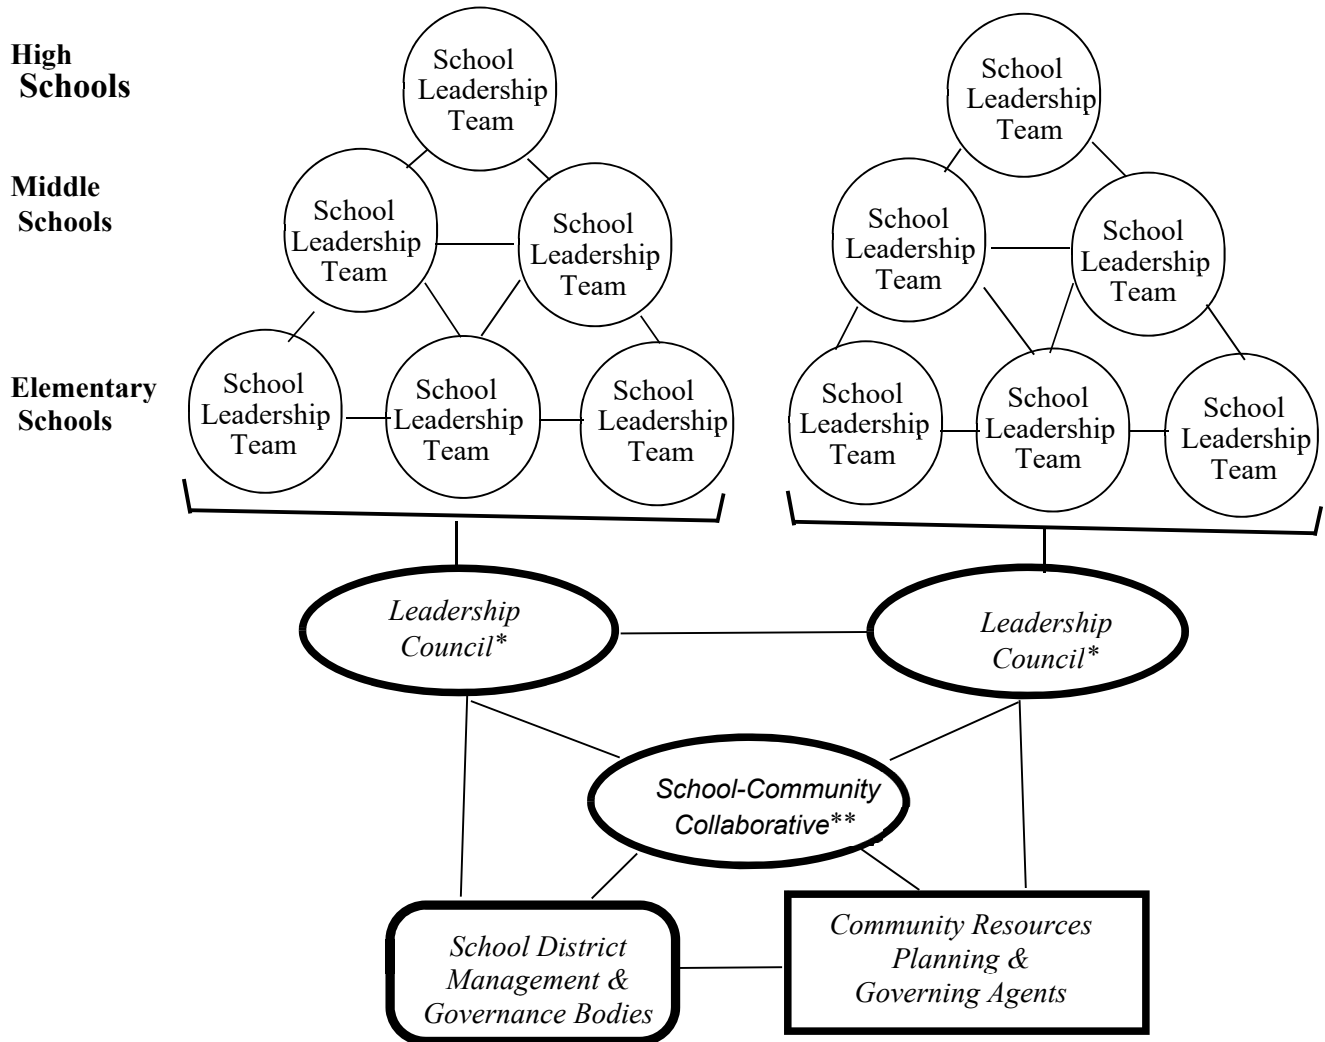 High
Schools
School
Leadership
Team
School
Leadership
Team
Middle
Schools
School
Leadership
Team
School
Leadership
Team
School
Leadership
Team
School
Leadership
Team
Elementary
Schools
School
Leadership
Team
School
Leadership
Team
School
Leadership
Team
School
Leadership
Team
School
Leadership
Team
School
Leadership
Team
Leadership
Council*
Leadership
Council*
School-Community
Collaborative**
School District
Management &
Governance Bodies
Community Resources
Planning &
Governing Agents